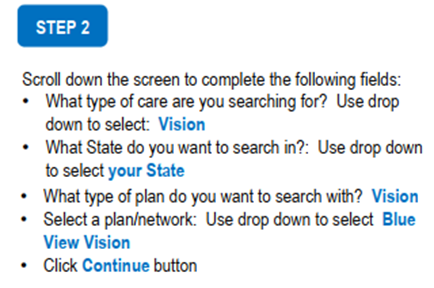 STEP 2
Scroll down the screen to complete the following fields:
• What type of care are you searching for? Use drop
down to select: Vision
• What State do you want to search in?: Use drop down
to select your State
• What type of plan do you want to search with? Vision
• Select a plan/network: Use drop down to select Blue
View Vision
• Click Continue button